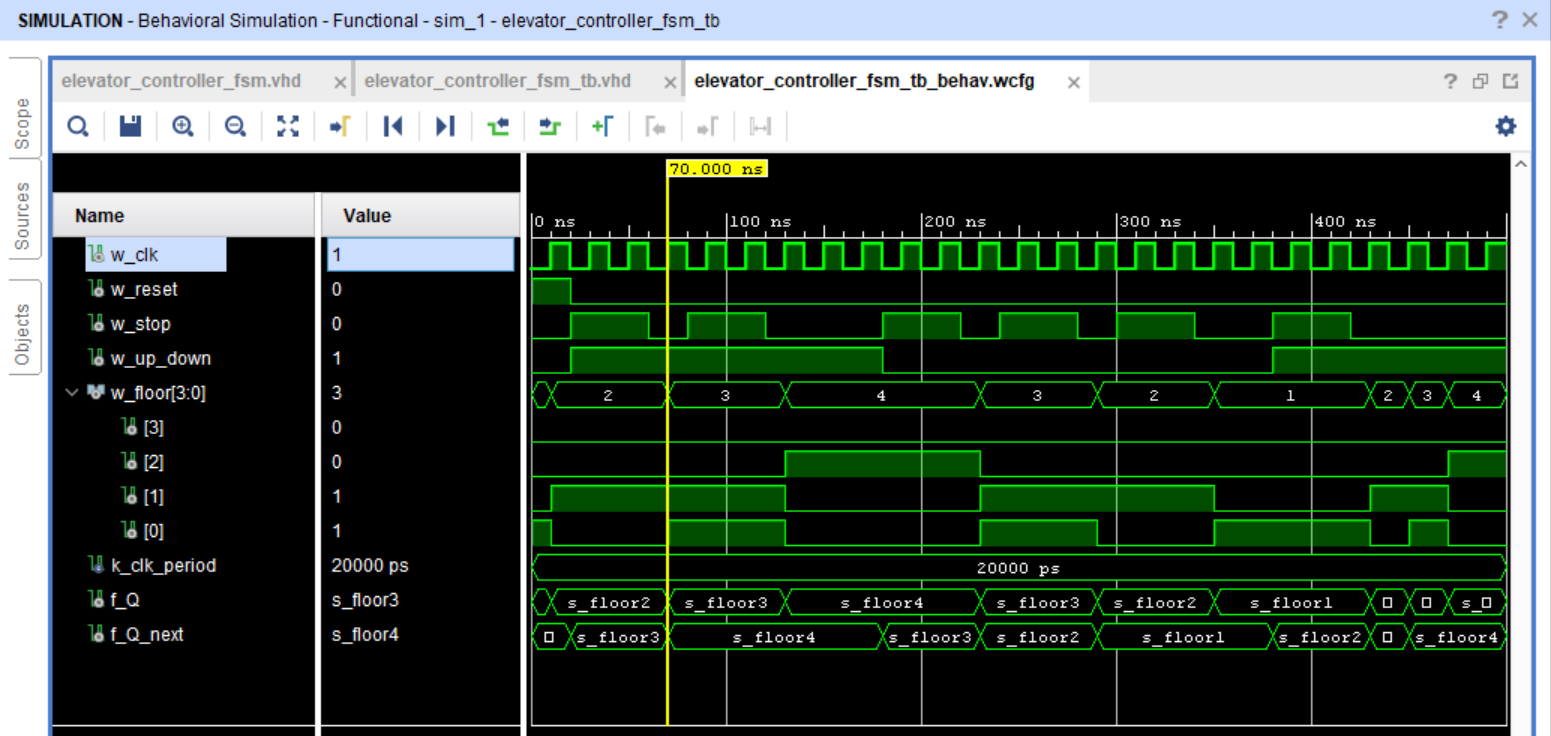 SIMULATION - Behavioral Simulation - Functional - sim_1 - elevator_controller_fsm_tb ? ×
elevator_controller_fsm.vhd × elevator_controller_fsm_tb.vhd × elevator_controller_fsm_tb_behav.wcfg × ?
Scope
Sources
Objects
70.000 ns
Name Value
0 ns 100 ns 200 ns 300 ns 400 ns
w_clk 1
w_reset 0
w_stop 0
w_up_down 1
w_floor[3:0] 3 2 3 4 3 2 1 2 3 4
[3] 0
[2] 0
[1] 1
[0] 1
k_clk_period 20000 ps 20000 ps
f_Q s_floor3 s_floor2 s_floor3 s_floor4 s_floor3 s_floor2 s_floor1 s_
f_Q_next s_floor4 s_floor3 s_floor4 s_floor3 s_floor2 s_floor1 s_floor2 s_floor4